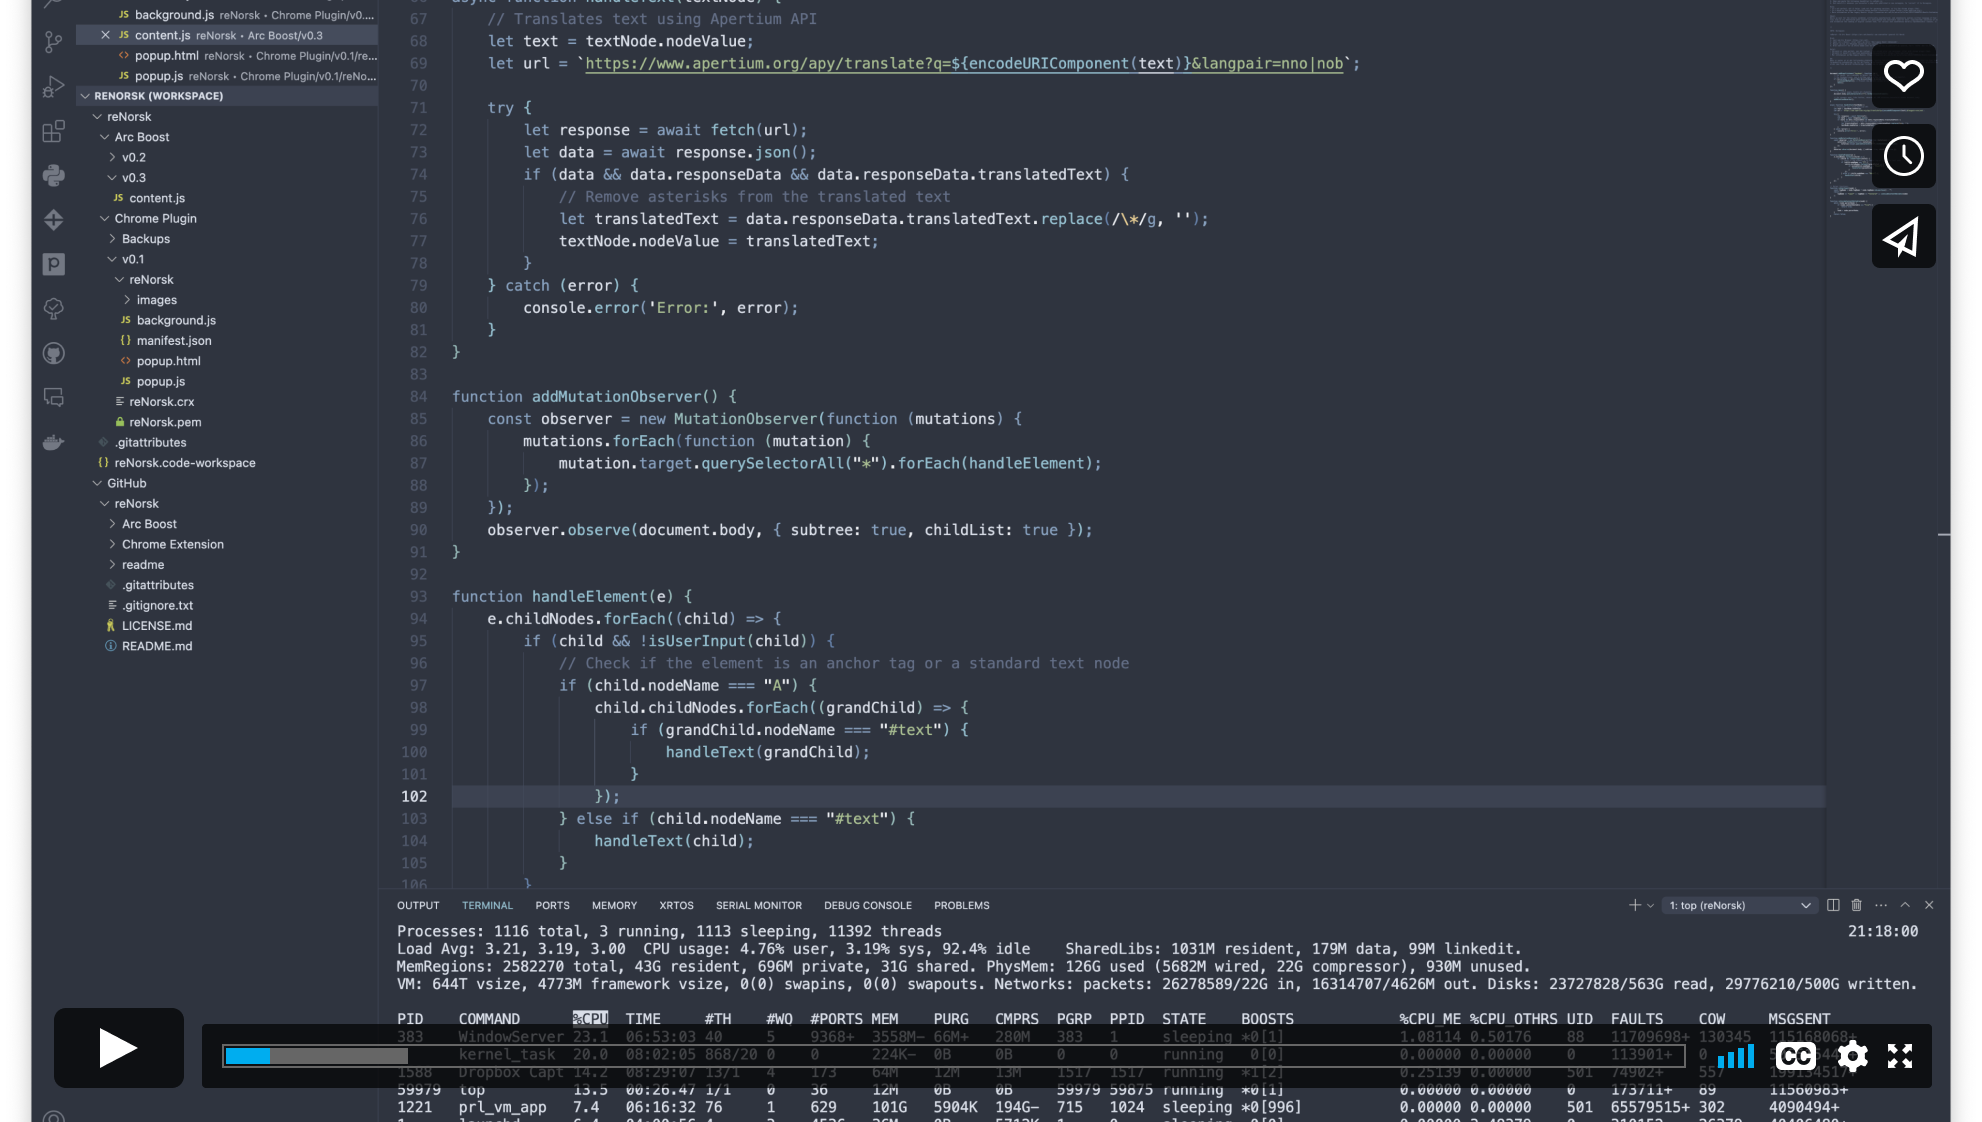 background.js reNorsk • Chrome Plugin/v0....
content.js reNorsk • Arc Boost/v0.3
popup.html reNorsk • Chrome Plugin/v0.1/re...
popup.js reNorsk • Chrome Plugin/v0.1/reNo...
RENORSK (WORKSPACE)
reNorsk
Arc Boost
v0.2
v0.3
content.js
Chrome Plugin
Backups
v0.1
reNorsk
images
background.js
manifest.json
popup.html
popup.js
reNorsk.crx
reNorsk.pem
.gitattributes
reNorsk.code-workspace
GitHub
reNorsk
Arc Boost
Chrome Extension
readme
.gitattributes
.gitignore.txt
LICENSE.md
README.md
67 // Translates text using Apertium API
68 let text = textNode.nodeValue;
69 let url = `https://www.apertium.org/apy/translate?q=${encodeURIComponent(text)}&langpair=nno|nob`;
70
71 try {
72 let response = await fetch(url);
73 let data = await response.json();
74 if (data && data.responseData && data.responseData.translatedText) {
75 // Remove asterisks from the translated text
76 let translatedText = data.responseData.translatedText.replace(/\*/g, '');
77 textNode.nodeValue = translatedText;
78 }
79 } catch (error) {
80 console.error('Error:', error);
81 }
82 }
83
84 function addMutationObserver() {
85 const observer = new MutationObserver(function (mutations) {
86 mutations.forEach(function (mutation) {
87 mutation.target.querySelectorAll("*").forEach(handleElement);
88 });
89 });
90 observer.observe(document.body, { subtree: true, childList: true });
91 }
92
93 function handleElement(e) {
94 e.childNodes.forEach((child) => {
95 if (child && !isUserInput(child)) {
96 // Check if the element is an anchor tag or a standard text node
97 if (child.nodeName === "A") {
98 child.childNodes.forEach((grandChild) => {
99 if (grandChild.nodeName === "#text") {
100 handleText(grandChild);
101 }
102 });
103 } else if (child.nodeName === "#text") {
104 handleText(child);
105 }
106 }
OUTPUT TERMINAL PORTS MEMORY XRTOS SERIAL MONITOR DEBUG CONSOLE PROBLEMS 1: top (reNorsk)
Processes: 1116 total, 3 running, 1113 sleeping, 11392 threads 21:18:00
Load Avg: 3.21, 3.19, 3.00 CPU usage: 4.76% user, 3.19% sys, 92.4% idle SharedLibs: 1031M resident, 179M data, 99M linkedit.
MemRegions: 2582270 total, 43G resident, 696M private, 31G shared. PhysMem: 126G used (5682M wired, 22G compressor), 930M unused.
VM: 644T vsize, 4773M framework vsize, 0(0) swapins, 0(0) swapouts. Networks: packets: 26278589/22G in, 16314707/4626M out. Disks: 23727828/563G read, 29776210/500G written.
PID COMMAND %CPU TIME #TH #WQ #PORTS MEM PURG CMPRS PGRP PPID STATE BOOSTS %CPU_ME %CPU_OTHRS UID FAULTS COW MSGSENT
383 WindowServer 23.1 06:53:03 40 5 9368+ 3558M- 66M+ 280M 383 1 sleeping *0[1] 1.08114 0.50176 88 11709698+ 130345 115168068+
kernel_task 20.0 08:02:05 868/20 0 0 224K- 0B 0B 0 0 running 0[0] 0.00000 0.00000 0 113901+ 0
1588 Dropbox Capt 14.2 08:29:07 13/1 4 173 64M 12M 13M 1517 1517 running *1[2] 0.25139 0.00000 501 74902+ 557 199134517+
59979 top 13.5 00:26.47 1/1 0 36 12M 0B 0B 59979 59875 running *0[1] 0.00000 0.00000 0 173711+ 89 11560983+
1221 prl_vm_app 7.4 06:16:32 76 1 629 101G 5904K 194G- 715 1024 sleeping *0[996] 0.00000 0.00000 501 65579515+ 302 4090494+
CC